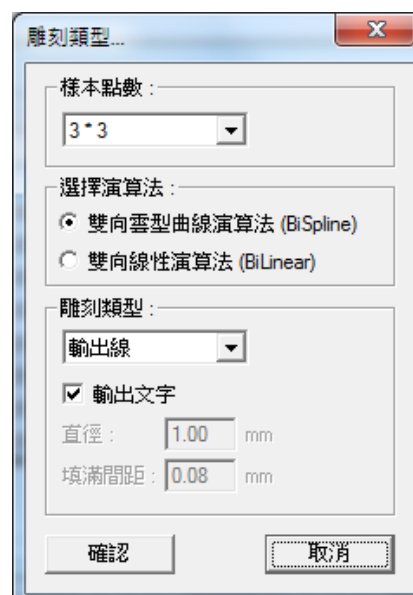 雕刻類型...
樣本點數 :
3 * 3
選擇演算法 :
雙向雲型曲線演算法 (BiSpline)
雙向線性演算法 (BiLinear)
雕刻類型 :
輸出線
輸出文字
直徑 : 1.00 mm
填滿間距 : 0.08 mm
確認 取消